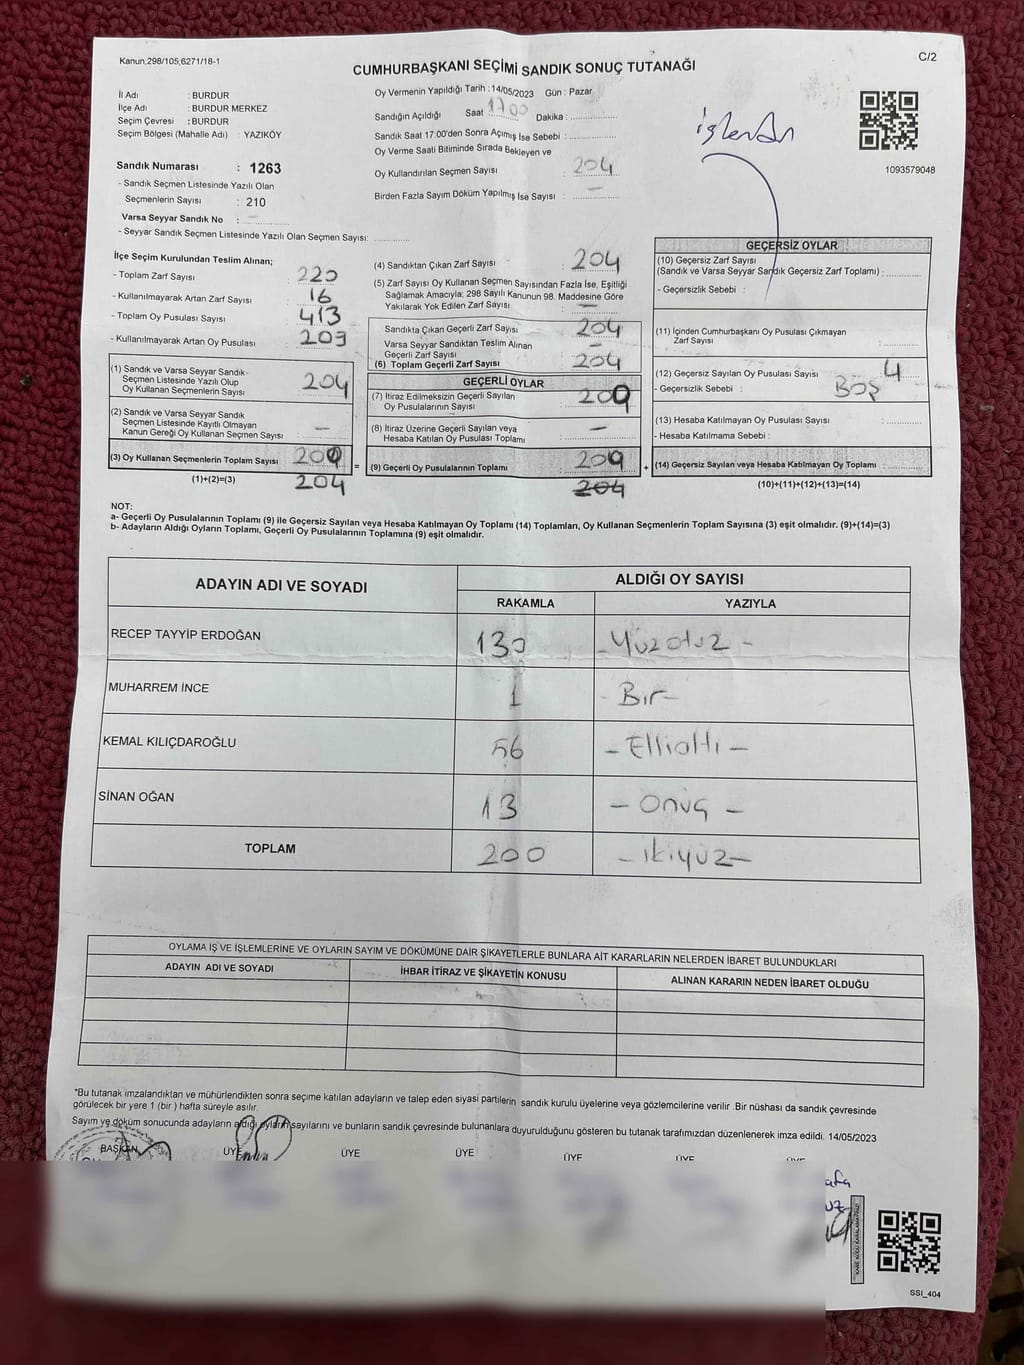 Kanun,298/105;6271/18-1
CUMHURBAŞKANI SEÇİMİ SANDIK SONUÇ TUTANAĞI
C/2
İl Adı : BURDUR
İlçe Adı : BURDUR MERKEZ
Seçim Çevresi : BURDUR
Seçim Bölgesi (Mahalle Adı) : YAZIKÖY
Sandık Numarası : 1263
- Sandık Seçmen Listesinde Yazılı Olan
Seçmenlerin Sayısı : 210
Varsa Seyyar Sandık No :
- Seyyar Sandık Seçmen Listesinde Yazılı Olan Seçmen Sayısı:
Oy Vermenin Yapıldığı Tarih : 14/05/2023 Gün : Pazar
Sandığın Açıldığı Saat 1700 Dakika :
Sandık Saat 17:00'den Sonra Açımış İse Sebebi :
Oy Verme Saati Bitiminde Sırada Bekleyen ve
Oy Kullandırılan Seçmen Sayısı : 204
Birden Fazla Sayım Döküm Yapılmış İse Sayısı : –
işlendi
1093579048
İlçe Seçim Kurulundan Teslim Alınan;
- Toplam Zarf Sayısı : 220
- Kullanılmayarak Artan Zarf Sayısı : 16
- Toplam Oy Pusulası Sayısı : 413
- Kullanılmayarak Artan Oy Pusulası : 209
(1) Sandık ve Varsa Seyyar Sandık
Seçmen Listesinde Yazılı Olup
Oy Kullanan Seçmenlerin Sayısı : 204
(2) Sandık ve Varsa Seyyar Sandık
Seçmen Listesinde Kayıtlı Olmayan
Kanun Gereği Oy Kullanan Seçmen Sayısı : –
(3) Oy Kullanan Seçmenlerin Toplam Sayısı
(1)+(2)=(3) 204
(4) Sandıktan Çıkan Zarf Sayısı : 204
(5) Zarf Sayısı Oy Kullanan Seçmen Sayısından Fazla İse, Eşitliği
Sağlamak Amacıyla; 298 Sayılı Kanunun 98. Maddesine Göre
Yakılarak Yok Edilen Zarf Sayısı : –
Sandıkta Çıkan Geçerli Zarf Sayısı : 204
Varsa Seyyar Sandıktan Teslim Alınan
Geçerli Zarf Sayısı : –
(6) Toplam Geçerli Zarf Sayısı : 204
GEÇERLİ OYLAR
(7) İtiraz Edilmeksizin Geçerli Sayılan
Oy Pusulalarının Sayısı :
(8) İtiraz Üzerine Geçerli Sayılan veya
Hesaba Katılan Oy Pusulası Toplamı : –
= (9) Geçerli Oy Pusulalarının Toplamı
204
GEÇERSİZ OYLAR
(10) Geçersiz Zarf Sayısı
(Sandık ve Varsa Seyyar Sandık Geçersiz Zarf Toplamı) :
- Geçersizlik Sebebi :
(11) İçinden Cumhurbaşkanı Oy Pusulası Çıkmayan
Zarf Sayısı :
(12) Geçersiz Sayılan Oy Pusulası Sayısı : 4
- Geçersizlik Sebebi : BOŞ
(13) Hesaba Katılmayan Oy Pusulası Sayısı :
- Hesaba Katılmama Sebebi :
+ (14) Geçersiz Sayılan veya Hesaba Katılmayan Oy Toplamı :
(10)+(11)+(12)+(13)=(14)
NOT:
a- Geçerli Oy Pusulalarının Toplamı (9) ile Geçersiz Sayılan veya Hesaba Katılmayan Oy Toplamı (14) Toplamları, Oy Kullanan Seçmenlerin Toplam Sayısına (3) eşit olmalıdır. (9)+(14)=(3)
b- Adayların Aldığı Oyların Toplamı, Geçerli Oy Pusulalarının Toplamına (9) eşit olmalıdır.
ADAYIN ADI VE SOYADI ALDIĞI OY SAYISI
RAKAMLA YAZIYLA
RECEP TAYYİP ERDOĞAN 130 - Yüzotuz -
MUHARREM İNCE 1 - Bir -
KEMAL KILIÇDAROĞLU 56 - Elliatı -
SİNAN OĞAN 13 - onüç -
TOPLAM 200 - ikiyüz -
OYLAMA İŞ VE İŞLEMLERİNE VE OYLARIN SAYIM VE DÖKÜMÜNE DAİR ŞİKAYETLERLE BUNLARA AİT KARARLARIN NELERDEN İBARET BULUNDUKLARI
ADAYIN ADI VE SOYADI İHBAR İTİRAZ VE ŞİKAYETİN KONUSU ALINAN KARARIN NEDEN İBARET OLDUĞU
*Bu tutanak imzalandıktan ve mühürlendikten sonra seçime katılan adayların ve talep eden siyasi partilerin sandık kurulu üyelerine veya gözlemcilerine verilir .Bir nüshası da sandık çevresinde
görülecek bir yere 1 (bir ) hafta süreyle asılır.
Sayım ve döküm sonucunda adayların aldığı oyların sayılarını ve bunların sandık çevresinde bulunanlara duyurulduğunu gösteren bu tutanak tarafımızdan düzenlenerek imza edildi. 14/05/2023
BAŞKAN ÜYE ÜYE ÜYE ÜYE ÜYE ÜYE
SSI_404